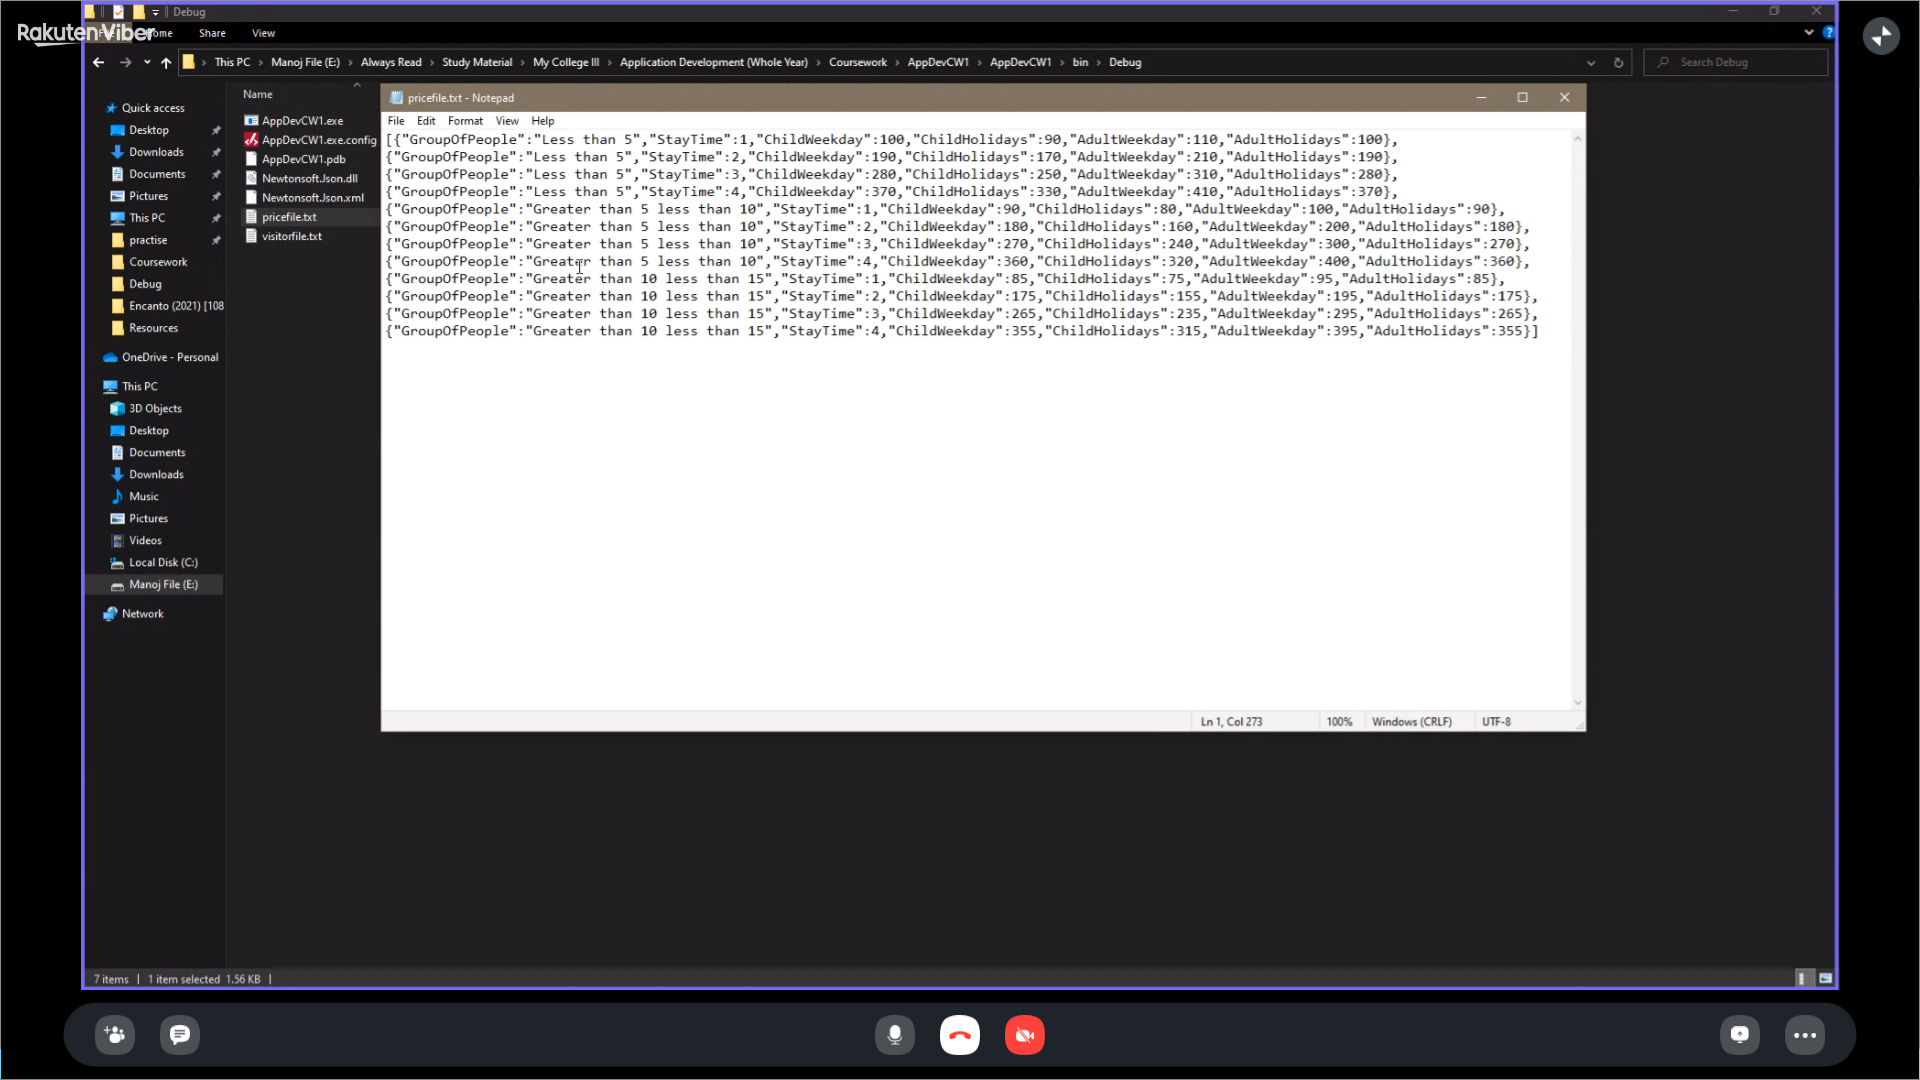 Debug
Rakuten Viber
Home Share View
This PC › Manoj File (E:) › Always Read › Study Material › My College III › Application Development (Whole Year) › Coursework › AppDevCW1 › AppDevCW1 › bin › Debug
Search Debug
Quick access
Desktop
Downloads
Documents
Pictures
This PC
practise
Coursework
Debug
Encanto (2021) [108
Resources
OneDrive - Personal
This PC
3D Objects
Desktop
Documents
Downloads
Music
Pictures
Videos
Local Disk (C:)
Manoj File (E:)
Network
Name
AppDevCW1.exe
AppDevCW1.exe.config
AppDevCW1.pdb
Newtonsoft.Json.dll
Newtonsoft.Json.xml
pricefile.txt
visitorfile.txt
pricefile.txt - Notepad
File Edit Format View Help
[{"GroupOfPeople":"Less than 5","StayTime":1,"ChildWeekday":100,"ChildHolidays":90,"AdultWeekday":110,"AdultHolidays":100},
{"GroupOfPeople":"Less than 5","StayTime":2,"ChildWeekday":190,"ChildHolidays":170,"AdultWeekday":210,"AdultHolidays":190},
{"GroupOfPeople":"Less than 5","StayTime":3,"ChildWeekday":280,"ChildHolidays":250,"AdultWeekday":310,"AdultHolidays":280},
{"GroupOfPeople":"Less than 5","StayTime":4,"ChildWeekday":370,"ChildHolidays":330,"AdultWeekday":410,"AdultHolidays":370},
{"GroupOfPeople":"Greater than 5 less than 10","StayTime":1,"ChildWeekday":90,"ChildHolidays":80,"AdultWeekday":100,"AdultHolidays":90},
{"GroupOfPeople":"Greater than 5 less than 10","StayTime":2,"ChildWeekday":180,"ChildHolidays":160,"AdultWeekday":200,"AdultHolidays":180},
{"GroupOfPeople":"Greater than 5 less than 10","StayTime":3,"ChildWeekday":270,"ChildHolidays":240,"AdultWeekday":300,"AdultHolidays":270},
{"GroupOfPeople":"Greater than 5 less than 10","StayTime":4,"ChildWeekday":360,"ChildHolidays":320,"AdultWeekday":400,"AdultHolidays":360},
{"GroupOfPeople":"Greater than 10 less than 15","StayTime":1,"ChildWeekday":85,"ChildHolidays":75,"AdultWeekday":95,"AdultHolidays":85},
{"GroupOfPeople":"Greater than 10 less than 15","StayTime":2,"ChildWeekday":175,"ChildHolidays":155,"AdultWeekday":195,"AdultHolidays":175},
{"GroupOfPeople":"Greater than 10 less than 15","StayTime":3,"ChildWeekday":265,"ChildHolidays":235,"AdultWeekday":295,"AdultHolidays":265},
{"GroupOfPeople":"Greater than 10 less than 15","StayTime":4,"ChildWeekday":355,"ChildHolidays":315,"AdultWeekday":395,"AdultHolidays":355}]
Ln 1, Col 273 100% Windows (CRLF) UTF-8
7 items 1 item selected 1.56 KB